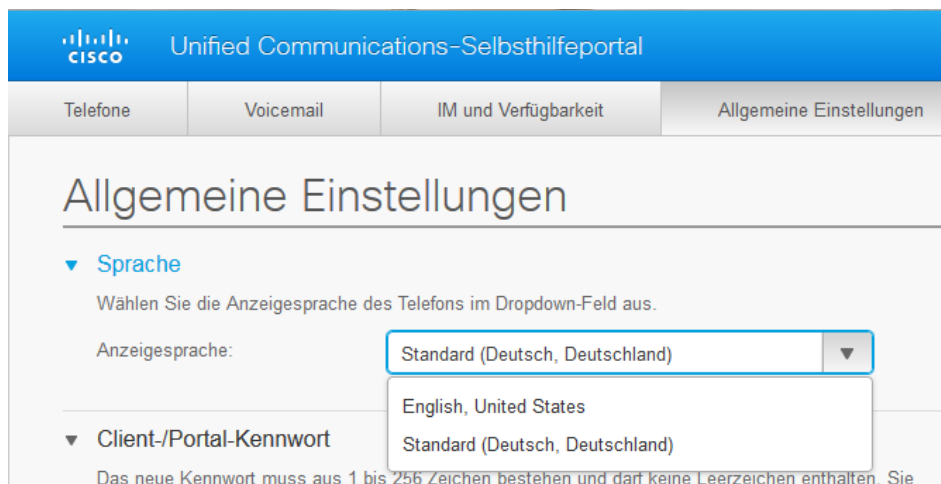 CISCO
Unified Communications-Selbsthilfeportal
Telefone
Voicemail
IM und Verfügbarkeit
Allgemeine Einstellungen
Allgemeine Einstellungen
Sprache
Wählen Sie die Anzeigesprache des Telefons im Dropdown-Feld aus.
Anzeigesprache:
Standard (Deutsch, Deutschland)
English, United States
Standard (Deutsch, Deutschland)
Client-/Portal-Kennwort
Das neue Kennwort muss aus 1 bis 256 Zeichen bestehen und darf keine Leerzeichen enthalten. Sie